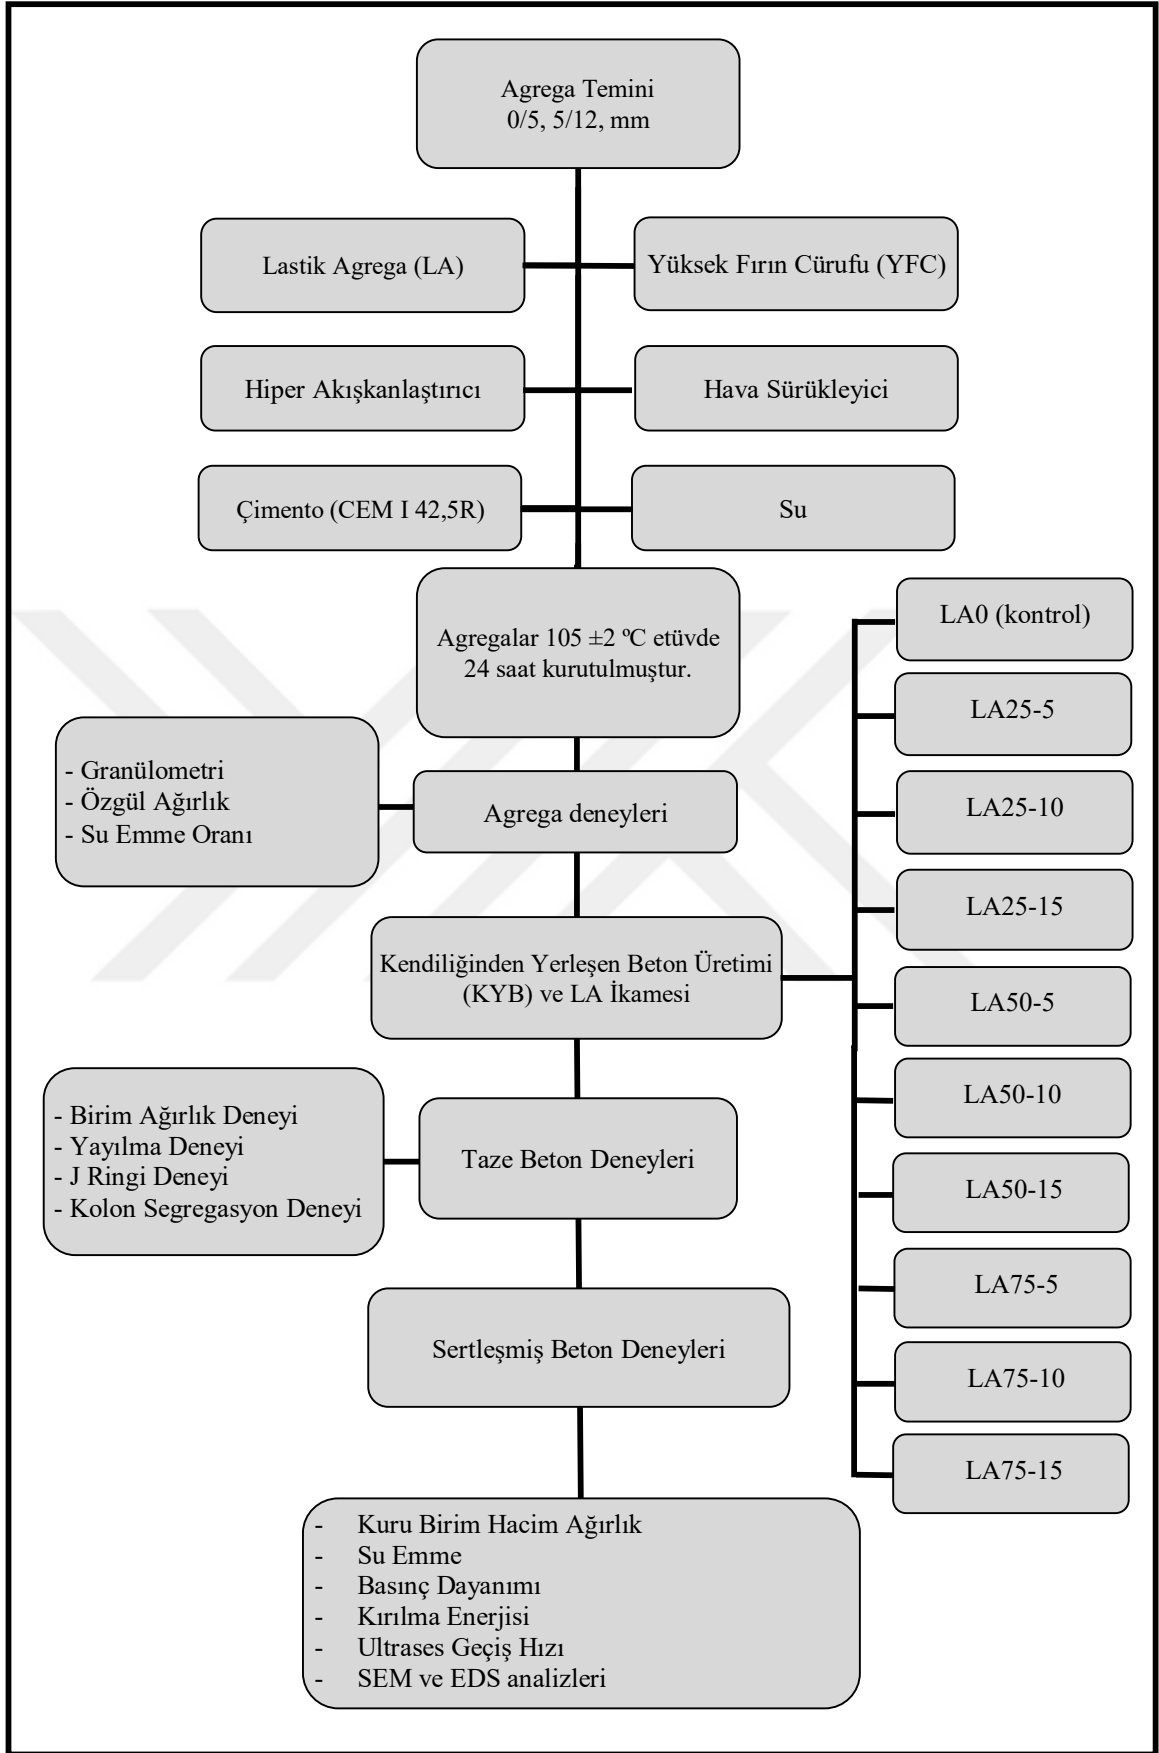 Agrega Temini
0/5, 5/12, mm
Lastik Agrega (LA)
Yüksek Fırın Cürufu (YFC)
Hiper Akışkanlaştırıcı
Hava Sürükleyici
Çimento (CEM I 42,5R)
Su
Agregalar 105 ±2 ºC etüvde
24 saat kurutulmuştur.
- Granülometri
- Özgül Ağırlık
- Su Emme Oranı
Agrega deneyleri
Kendiliğinden Yerleşen Beton Üretimi
(KYB) ve LA İkamesi
LA0 (kontrol)
LA25-5
LA25-10
LA25-15
LA50-5
LA50-10
LA50-15
LA75-5
LA75-10
LA75-15
- Birim Ağırlık Deneyi
- Yayılma Deneyi
- J Ringi Deneyi
- Kolon Segregasyon Deneyi
Taze Beton Deneyleri
Sertleşmiş Beton Deneyleri
- Kuru Birim Hacim Ağırlık
- Su Emme
- Basınç Dayanımı
- Kırılma Enerjisi
- Ultrases Geçiş Hızı
- SEM ve EDS analizleri